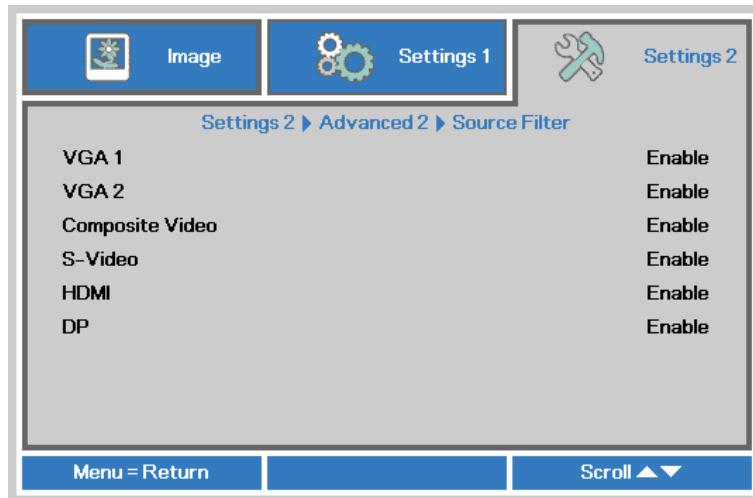 Image Settings 1 Settings 2
Settings 2 ▶ Advanced 2 ▶ Source Filter
VGA 1 Enable
VGA 2 Enable
Composite Video Enable
S-Video Enable
HDMI Enable
DP Enable
Menu = Return Scroll ▲▼